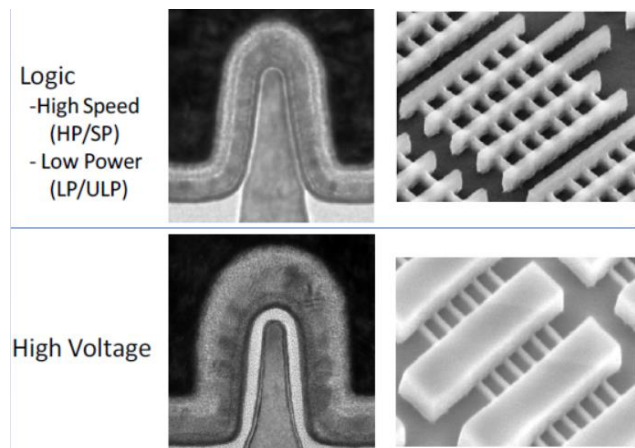 Logic
-High Speed
(HP/SP)
- Low Power
(LP/ULP)
High Voltage